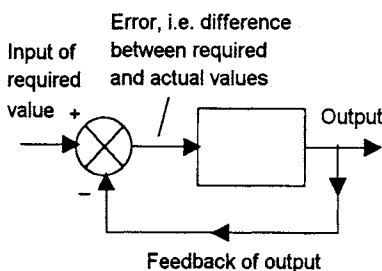 Error, i.e. difference
between required
and actual values
Input of
required
value +
Output
−
Feedback of output